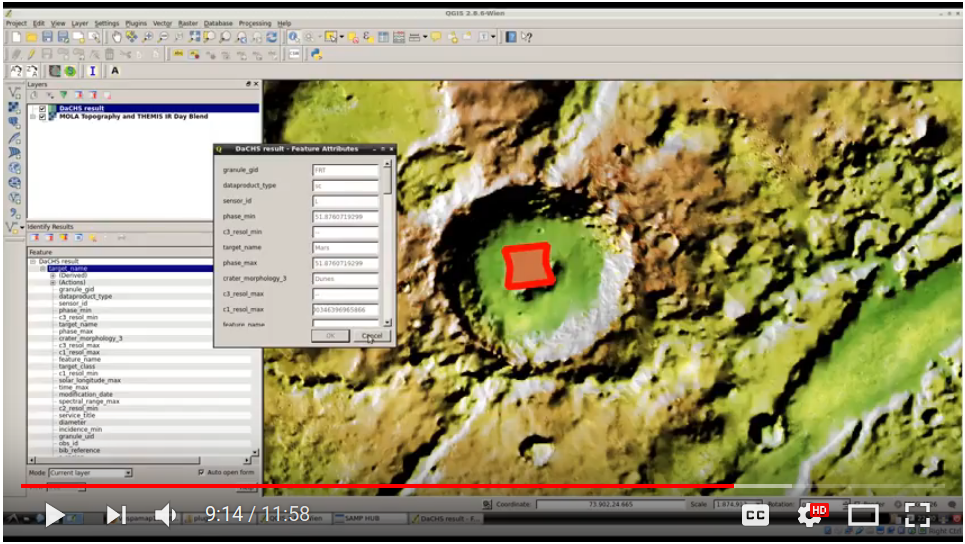 QGIS 2.8.6-Wien
Project Edit View Layer Settings Plugins Vector Raster Database Processing Help
Layers
DaCHS result
MOLA Topography and THEMIS IR Day Blend
DaCHS result - Feature Attributes
granule_gid FRT
dataproduct_type sc
sensor_id L
phase_min 51.8760719299
c3_resol_min
target_name Mars
phase_max 51.8760719299
crater_morphology_3 Dunes
c3_resol_max
c1_resol_max 00346396965866
feature_name
OK Cancel
Identify Results
Feature
DaCHS result
target_name
(Derived)
(Actions)
granule_gid
dataproduct_type
sensor_id
phase_min
c3_resol_min
target_name
phase_max
crater_morphology_3
c3_resol_max
c1_resol_max
feature_name
target_class
c1_resol_min
solar_longitude_max
time_max
modification_date
spectral_range_max
c2_resol_min
service_title
diameter
incidence_min
granule_uid
obs_id
bib_reference
Mode Current layer Auto open form
Coordinate: 73.902,24.665 Scale Rotation:
9:14 / 11:58 CC HD
SAMP HUB DaCHS result - F...
Right Ctrl